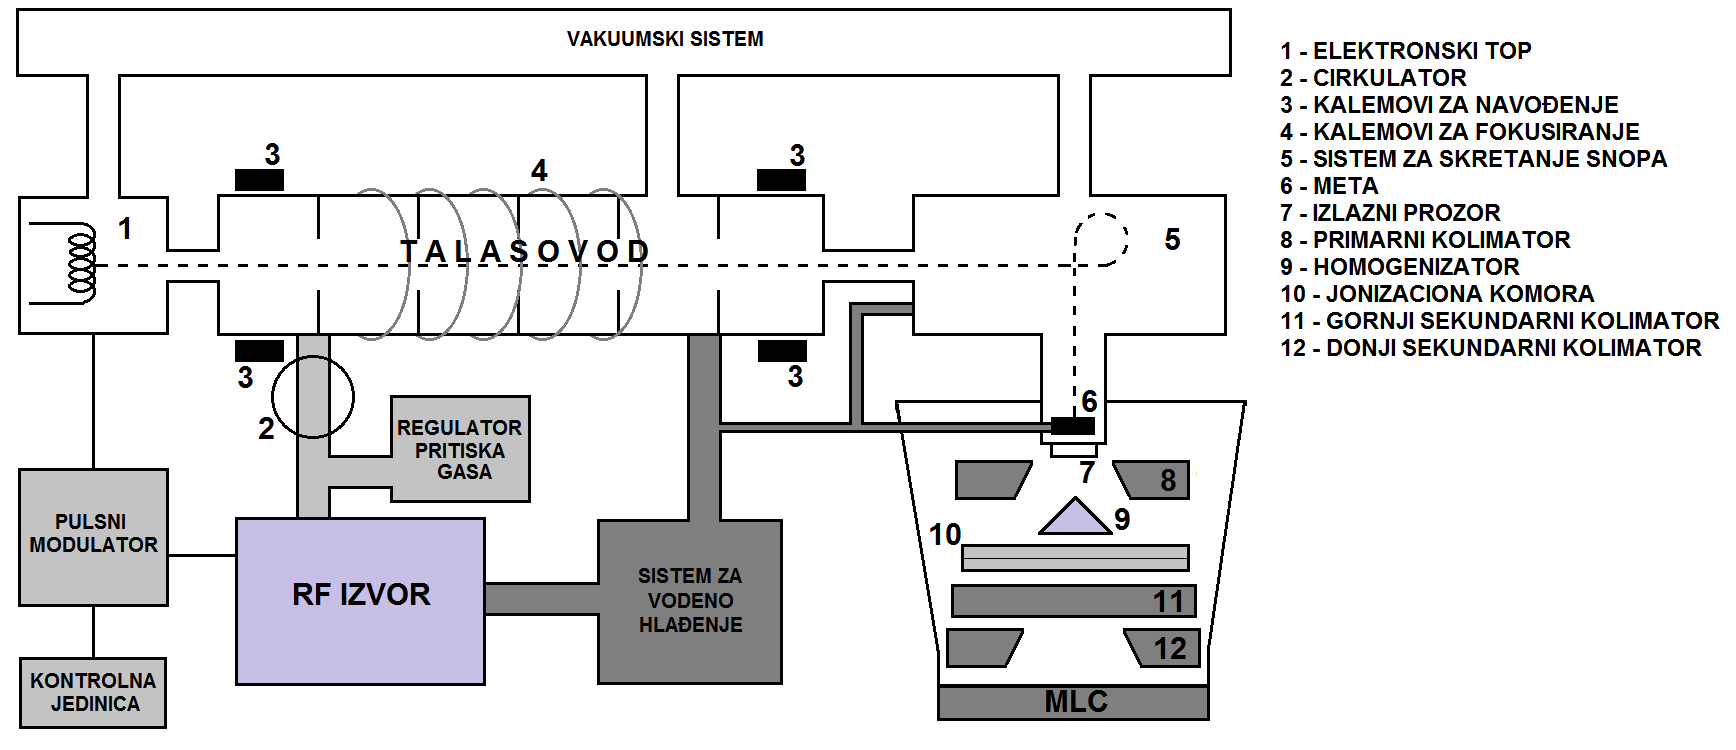 VAKUUMSKI SISTEM
1 - ELEKTRONSKI TOP
2 - CIRKULATOR
3 - KALEMOVI ZA NAVOĐENJE
4 - KALEMOVI ZA FOKUSIRANJE
5 - SISTEM ZA SKRETANJE SNOPA
6 - META
7 - IZLAZNI PROZOR
8 - PRIMARNI KOLIMATOR
9 - HOMOGENIZATOR
10 - JONIZACIONA KOMORA
11 - GORNJI SEKUNDARNI KOLIMATOR
12 - DONJI SEKUNDARNI KOLIMATOR
3
4
3
1
TALASOVOD
5
3
3
2
6
REGULATOR
PRITISKA
GASA
7
8
9
10
PULSNI
MODULATOR
RF IZVOR
SISTEM ZA
VODENO
HLAĐENJE
11
12
KONTROLNA
JEDINICA
MLC